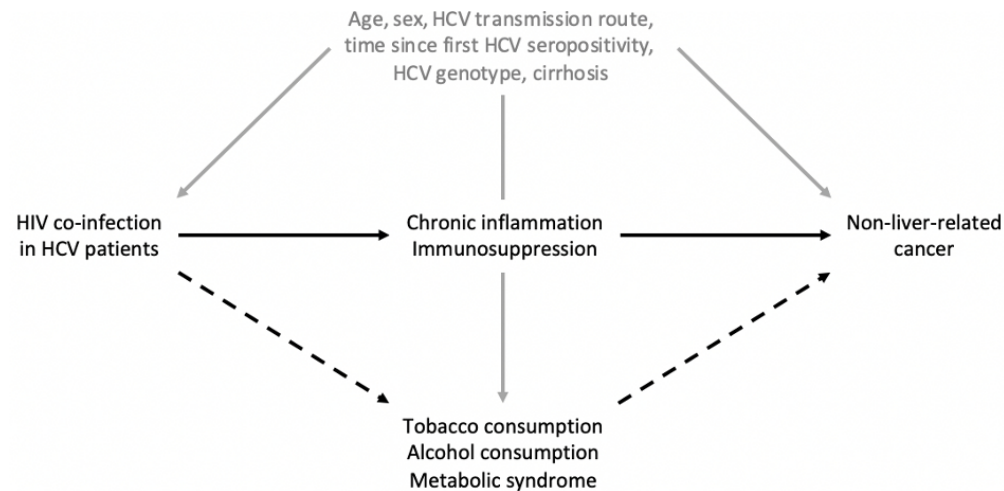 Age, sex, HCV transmission route,
time since first HCV seropositivity,
HCV genotype, cirrhosis
HIV co-infection
in HCV patients
Chronic inflammation
Immunosuppression
Non-liver-related
cancer
Tobacco consumption
Alcohol consumption
Metabolic syndrome